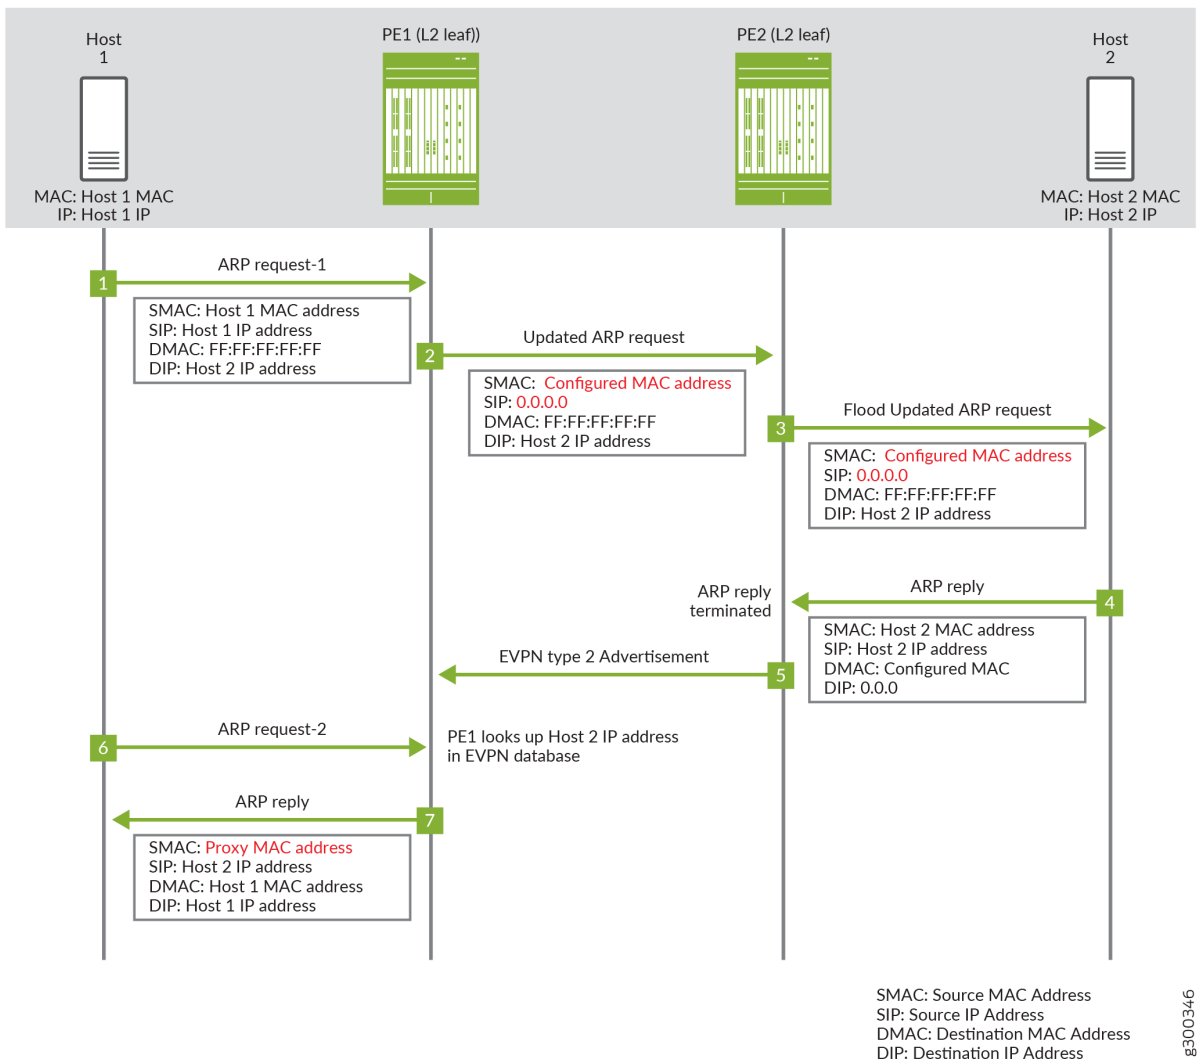 Host
1
PE1 (L2 leaf))
PE2 (L2 leaf)
Host
2
MAC: Host 1 MAC
IP: Host 1 IP
MAC: Host 2 MAC
IP: Host 2 IP
1
ARP request-1
SMAC: Host 1 MAC address
SIP: Host 1 IP address
DMAC: FF:FF:FF:FF:FF
DIP: Host 2 IP address
2
Updated ARP request
SMAC: Configured MAC address
SIP: 0.0.0.0
DMAC: FF:FF:FF:FF:FF
DIP: Host 2 IP address
3
Flood Updated ARP request
SMAC: Configured MAC address
SIP: 0.0.0.0
DMAC: FF:FF:FF:FF:FF
DIP: Host 2 IP address
ARP reply
terminated
ARP reply
4
SMAC: Host 2 MAC address
SIP: Host 2 IP address
DMAC: Configured MAC
DIP: 0.0.0
EVPN type 2 Advertisement
5
6
ARP request-2
PE1 looks up Host 2 IP address
in EVPN database
ARP reply
7
SMAC: Proxy MAC address
SIP: Host 2 IP address
DMAC: Host 1 MAC address
DIP: Host 1 IP address
SMAC: Source MAC Address
SIP: Source IP Address
DMAC: Destination MAC Address
DIP: Destination IP Address
g300346